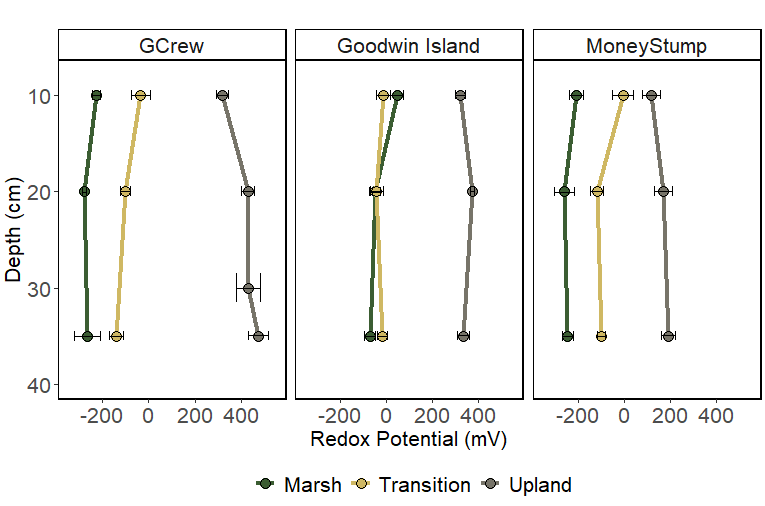 GCrew Goodwin Island MoneyStump
10
20
30
40
Depth (cm)
-200 0 200 400 -200 0 200 400 -200 0 200 400
Redox Potential (mV)
Marsh Transition Upland